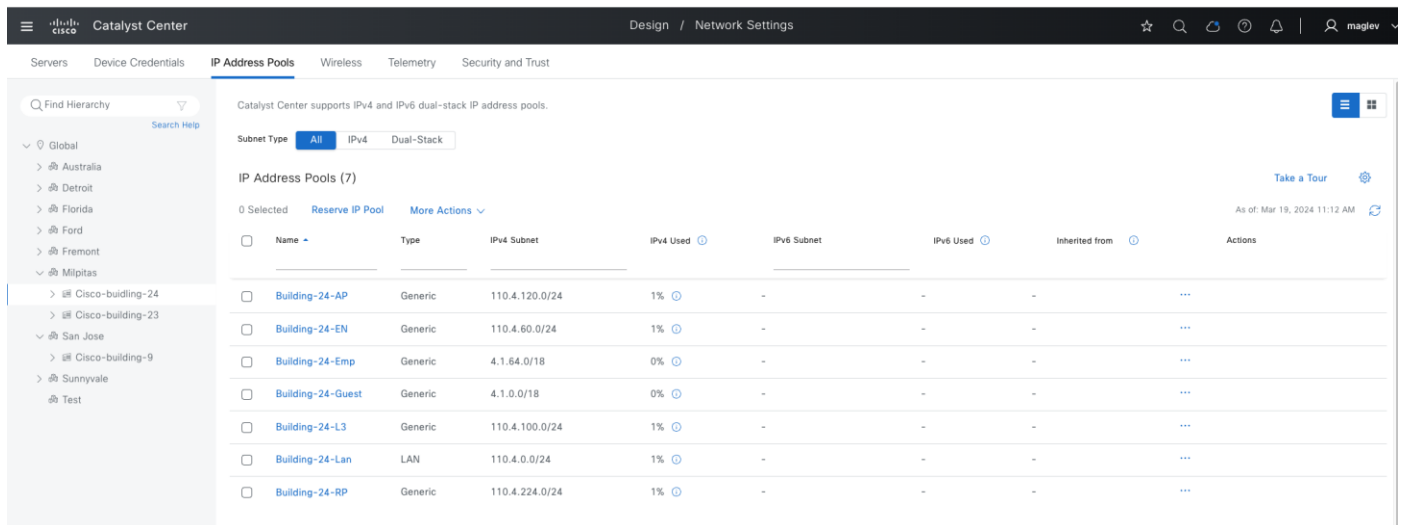 cisco Catalyst Center Design / Network Settings maglev
Servers Device Credentials IP Address Pools Wireless Telemetry Security and Trust
Find Hierarchy
Search Help
Global
Australia
Detroit
Florida
Ford
Fremont
Milpitas
Cisco-buidling-24
Cisco-building-23
San Jose
Cisco-building-9
Sunnyvale
Test
Catalyst Center supports IPv4 and IPv6 dual-stack IP address pools.
Subnet Type All IPv4 Dual-Stack
IP Address Pools (7) Take a Tour
0 Selected Reserve IP Pool More Actions As of: Mar 19, 2024 11:12 AM
Name Type IPv4 Subnet IPv4 Used IPv6 Subnet IPv6 Used Inherited from Actions
Building-24-AP Generic 110.4.120.0/24 1% - - - ...
Building-24-EN Generic 110.4.60.0/24 1% - - - ...
Building-24-Emp Generic 4.1.64.0/18 0% - - - ...
Building-24-Guest Generic 4.1.0.0/18 0% - - - ...
Building-24-L3 Generic 110.4.100.0/24 1% - - - ...
Building-24-Lan LAN 110.4.0.0/24 1% - - - ...
Building-24-RP Generic 110.4.224.0/24 1% - - - ...